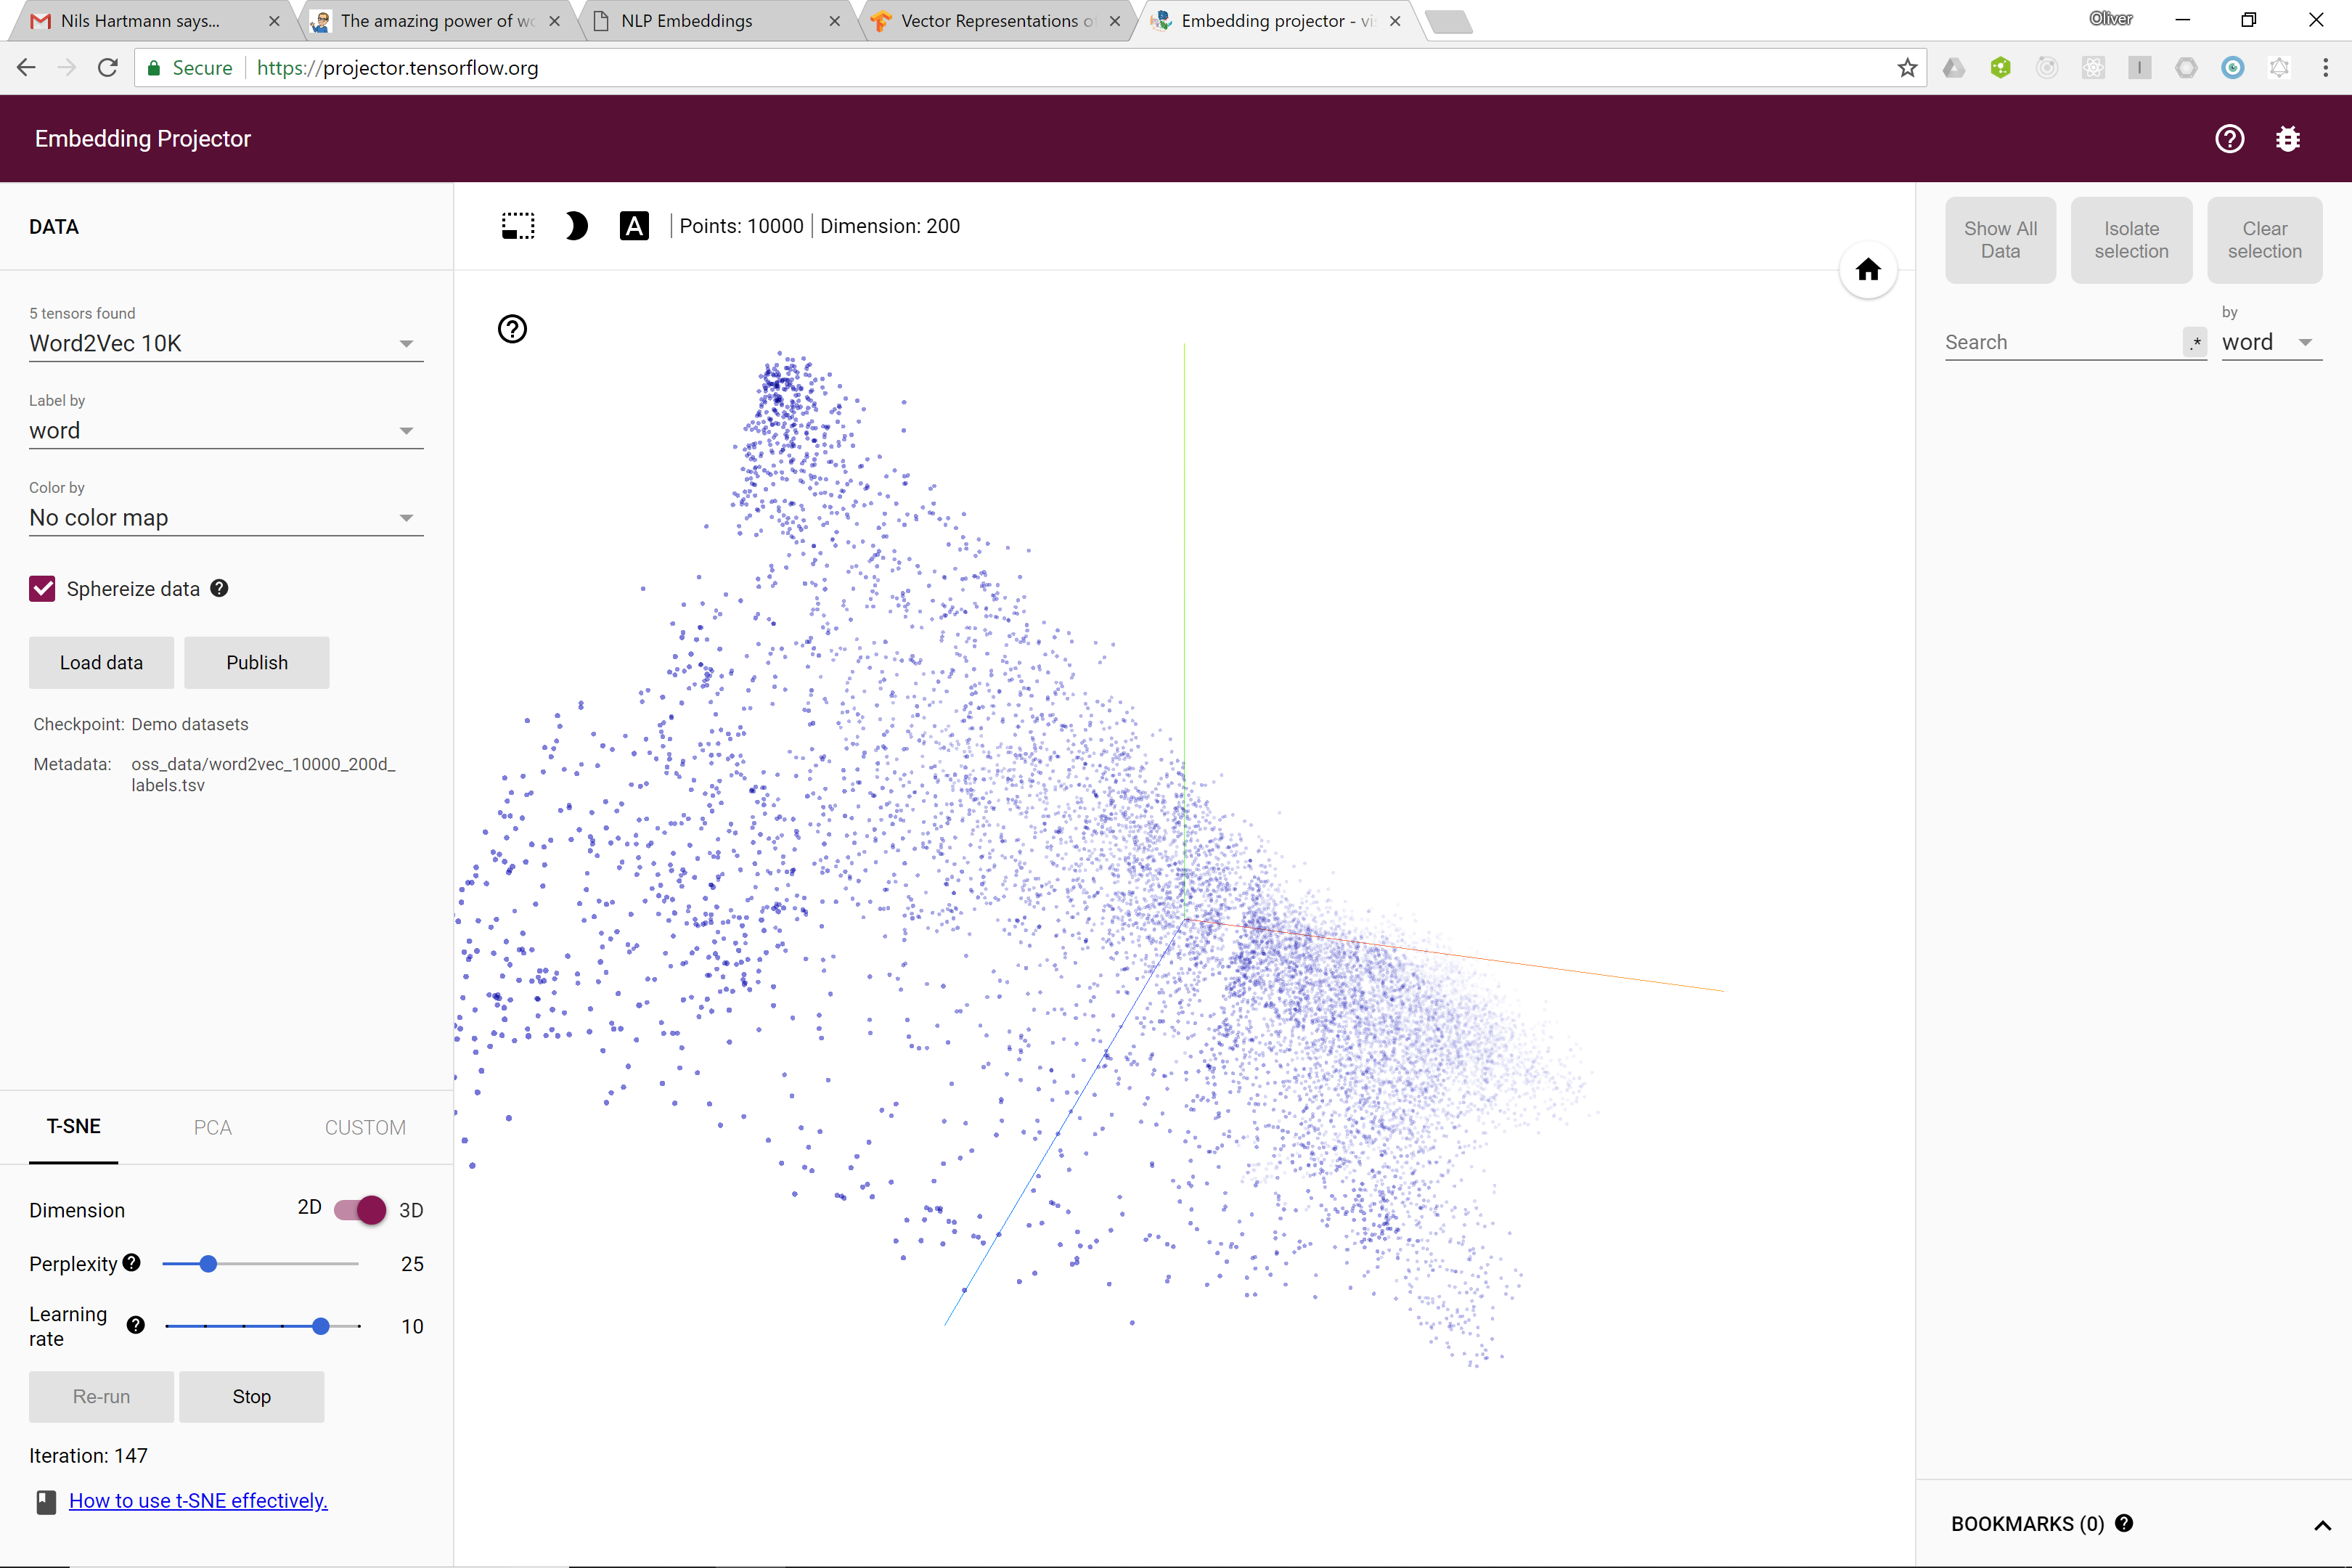 Nils Hartmann says...
The amazing power of wo
NLP Embeddings
Vector Representations o
Embedding projector - vi
Oliver
Secure
https://projector.tensorflow.org
Embedding Projector
DATA
5 tensors found
Word2Vec 10K
Label by
word
Color by
No color map
Sphereize data
Load data
Publish
Checkpoint: Demo datasets
Metadata: oss_data/word2vec_10000_200d_
labels.tsv
T-SNE
PCA
CUSTOM
Dimension
2D
3D
Perplexity
25
Learning
rate
10
Re-run
Stop
Iteration: 147
How to use t-SNE effectively.
A
Points: 10000
Dimension: 200
Show All
Data
Isolate
selection
Clear
selection
Search
.*
by
word
BOOKMARKS (0)